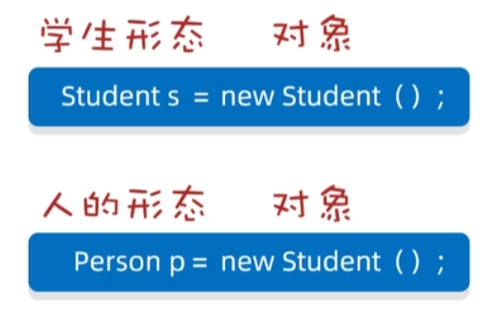 学生形态 对象
Student s = new Student （）；
人的形态 对象
Person p = new Student （）；